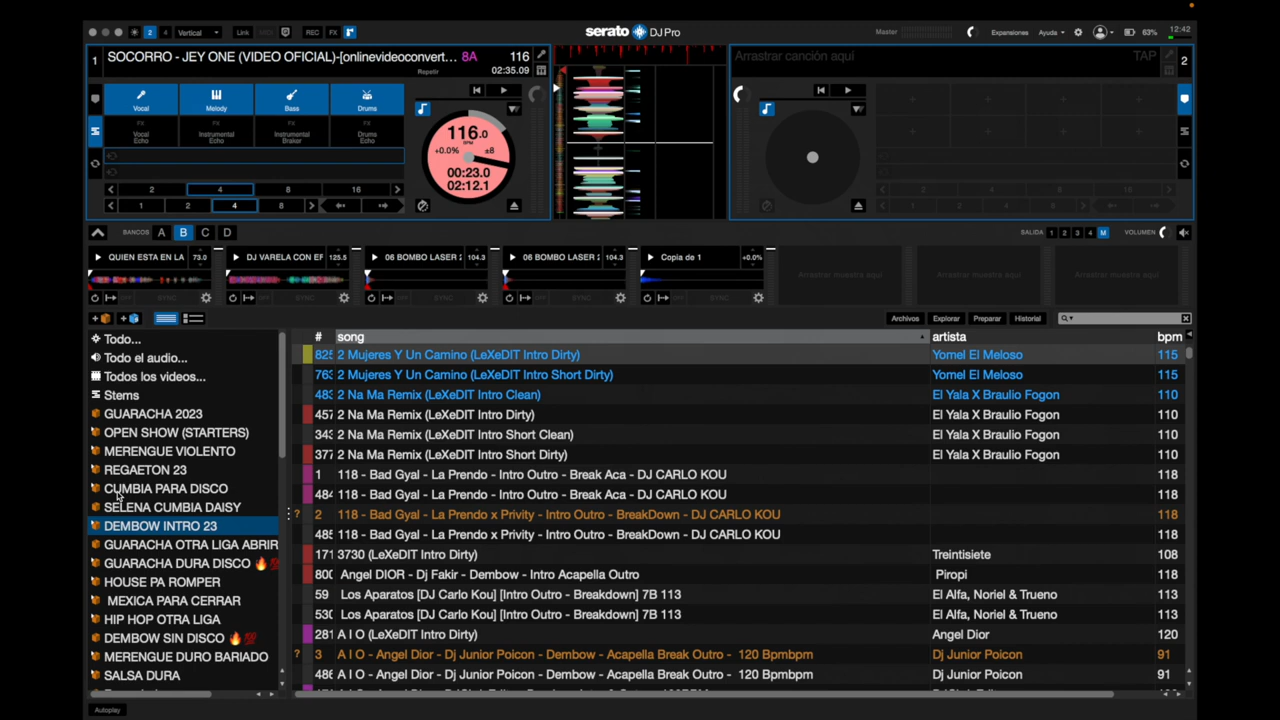 2 4 Vertical Link MIDI REC FX serato DJ Pro Master Expansiones Ayuda 63% 12:42
1 SOCORRO - JEY ONE (VIDEO OFICIAL)-[onlinevideoconvert... 8A 116
Repetir 02:35.09
Arrastrar canción aquí TAP 2
Vocal Melody Bass Drums
FX FX FX FX
Vocal Echo Instrumental Echo Instrumental Braker Drums Echo
116.0
BPM
+0.0% ±8
00:23.0
02:12.1
2 4 8 16
1 2 4 8
BANCOS A B C D SALIDA 1 2 3 4 M VOLUMEN
QUIEN ESTA EN LA 73.0 DJ VARELA CON EF 125.5 06 BOMBO LASER 2 104.3 06 BOMBO LASER 2 104.3 Copia de 1 +0.0%
Arrastrar muestra aquí Arrastrar muestra aquí Arrastrar muestra aquí
SYNC SYNC SYNC SYNC SYNC
Archivos Explorar Preparar Historial
Todo...
Todo el audio...
Todos los videos...
Stems
GUARACHA 2023
OPEN SHOW (STARTERS)
MERENGUE VIOLENTO
REGAETON 23
CUMBIA PARA DISCO
SELENA CUMBIA DAISY
DEMBOW INTRO 23
GUARACHA OTRA LIGA ABRIR
GUARACHA DURA DISCO 🔥💯
HOUSE PA ROMPER
MEXICA PARA CERRAR
HIP HOP OTRA LIGA
DEMBOW SIN DISCO 🔥💯
MERENGUE DURO BARIADO
SALSA DURA
# song artista bpm
825 2 Mujeres Y Un Camino (LeXeDIT Intro Dirty) Yomel El Meloso 115
763 2 Mujeres Y Un Camino (LeXeDIT Intro Short Dirty) Yomel El Meloso 115
483 2 Na Ma Remix (LeXeDIT Intro Clean) El Yala X Braulio Fogon 110
457 2 Na Ma Remix (LeXeDIT Intro Dirty) El Yala X Braulio Fogon 110
343 2 Na Ma Remix (LeXeDIT Intro Short Clean) El Yala X Braulio Fogon 110
377 2 Na Ma Remix (LeXeDIT Intro Short Dirty) El Yala X Braulio Fogon 110
1 118 - Bad Gyal - La Prendo - Intro Outro - Break Aca - DJ CARLO KOU 118
484 118 - Bad Gyal - La Prendo - Intro Outro - Break Aca - DJ CARLO KOU 118
? 2 118 - Bad Gyal - La Prendo x Privity - Intro Outro - BreakDown - DJ CARLO KOU 118
485 118 - Bad Gyal - La Prendo x Privity - Intro Outro - BreakDown - DJ CARLO KOU 118
171 3730 (LeXeDIT Intro Dirty) Treintisiete 108
800 Angel DIOR - Dj Fakir - Dembow - Intro Acapella Outro Piropi 118
59 Los Aparatos [DJ Carlo Kou] [Intro Outro - Breakdown] 7B 113 El Alfa, Noriel & Trueno 113
530 Los Aparatos [DJ Carlo Kou] [Intro Outro - Breakdown] 7B 113 El Alfa, Noriel & Trueno 113
281 A I O (LeXeDIT Intro Dirty) Angel Dior 120
? 3 A I O - Angel Dior - Dj Junior Poicon - Dembow - Acapella Break Outro - 120 Bpmbpm Dj Junior Poicon 91
486 A I O - Angel Dior - Dj Junior Poicon - Dembow - Acapella Break Outro - 120 Bpmbpm Dj Junior Poicon 91
Autoplay